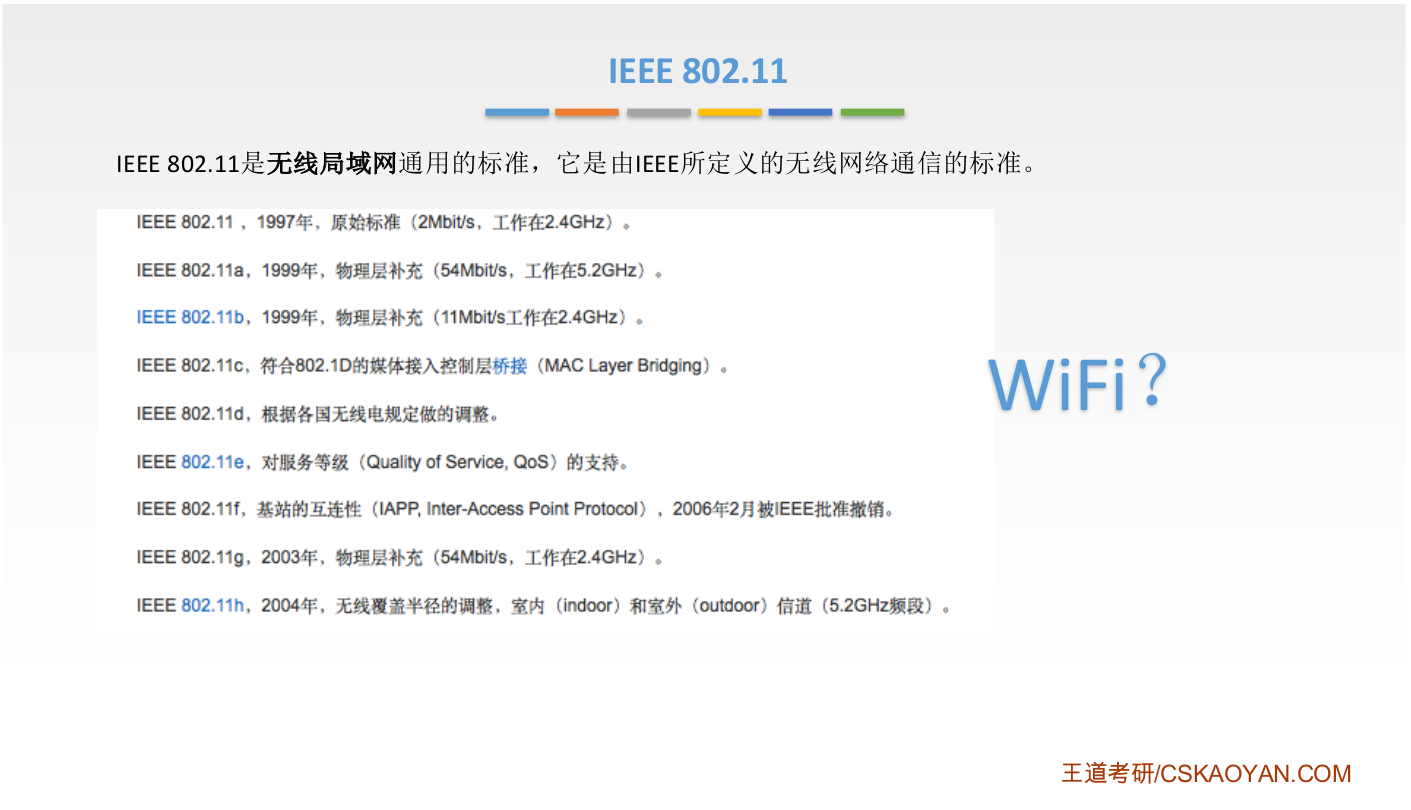 IEEE 802.11
IEEE 802.11是无线局域网通用的标准，它是由IEEE所定义的无线网络通信的标准。
IEEE 802.11 ，1997年，原始标准（2Mbit/s，工作在2.4GHz）。
IEEE 802.11a，1999年，物理层补充（54Mbit/s，工作在5.2GHz）。
IEEE 802.11b，1999年，物理层补充（11Mbit/s工作在2.4GHz）。
IEEE 802.11c，符合802.1D的媒体接入控制层桥接（MAC Layer Bridging）。
IEEE 802.11d，根据各国无线电规定做的调整。
IEEE 802.11e，对服务等级（Quality of Service, QoS）的支持。
IEEE 802.11f，基站的互连性（IAPP, Inter-Access Point Protocol），2006年2月被IEEE批准撤销。
IEEE 802.11g，2003年，物理层补充（54Mbit/s，工作在2.4GHz）。
IEEE 802.11h，2004年，无线覆盖半径的调整，室内（indoor）和室外（outdoor）信道（5.2GHz频段）。
WiFi？
王道考研/CSKAOYAN.COM